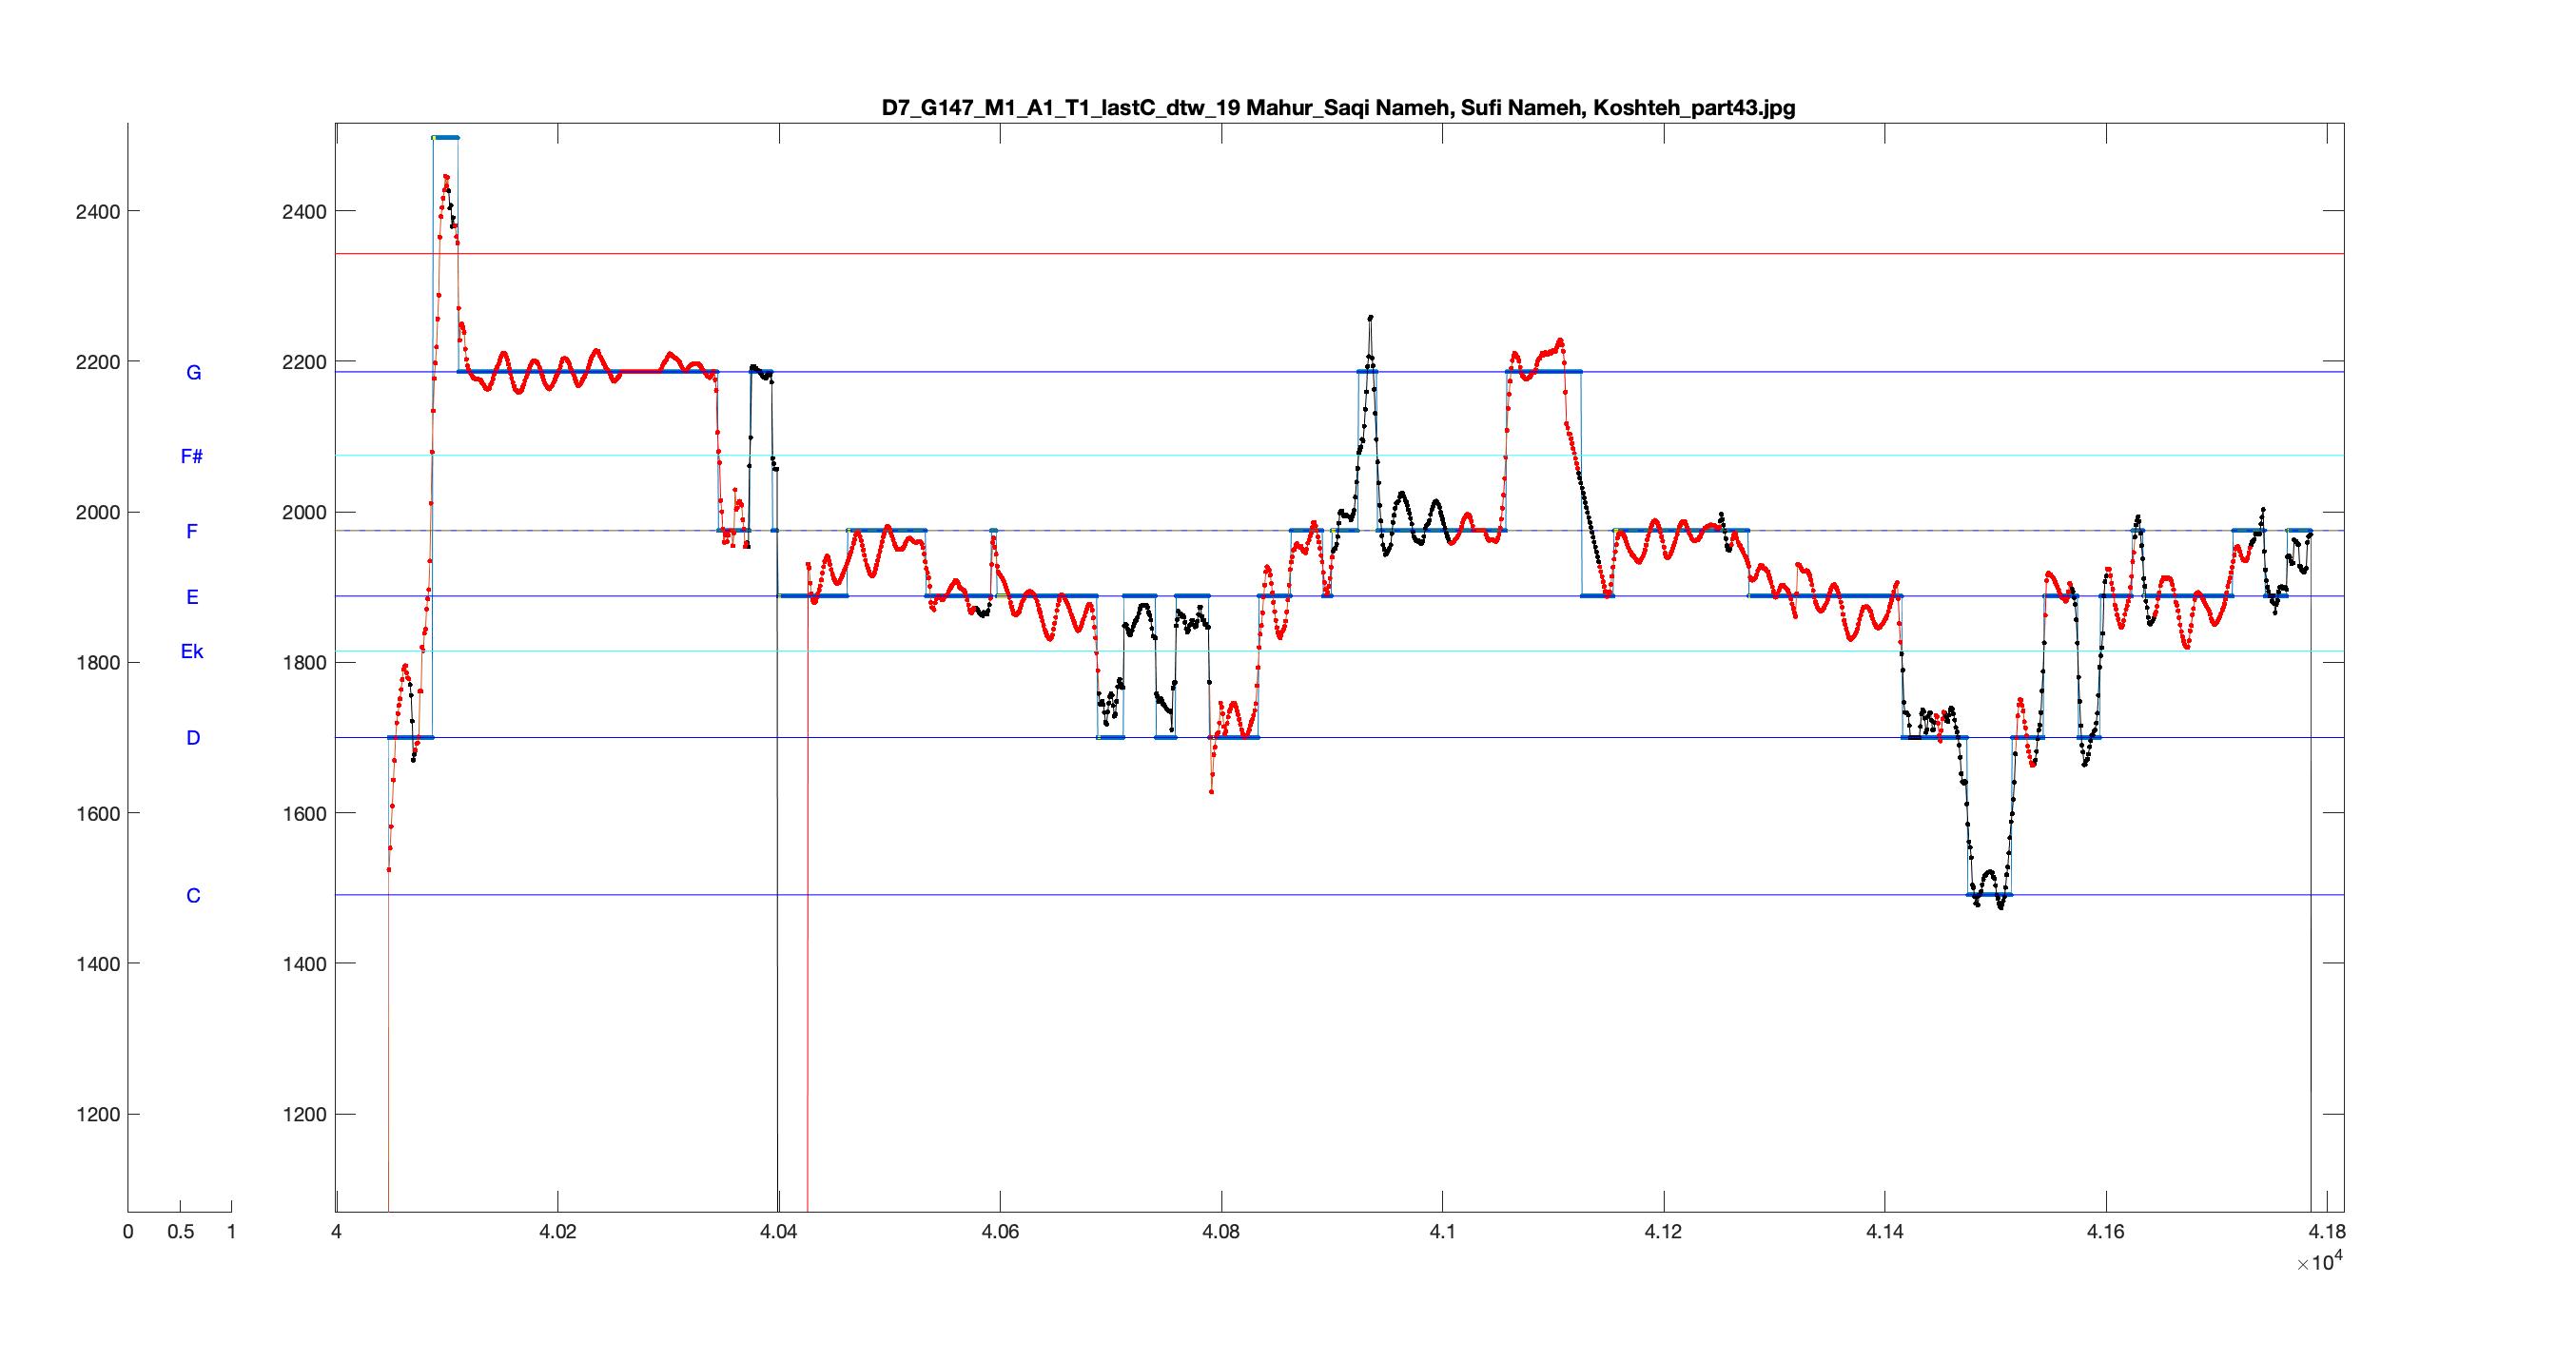 D7_G147_M1_A1_T1_lastC_dtw_19 Mahur_Saqi Nameh, Sufi Nameh, Koshteh_part43.jpg
2400 2400
2200 2200
G
F#
2000 2000
F
E
Ek
1800 1800
D
1600 1600
C
1400 1400
1200 1200
0 0.5 1 4 4.02 4.04 4.06 4.08 4.1 4.12 4.14 4.16 4.18
×10^4